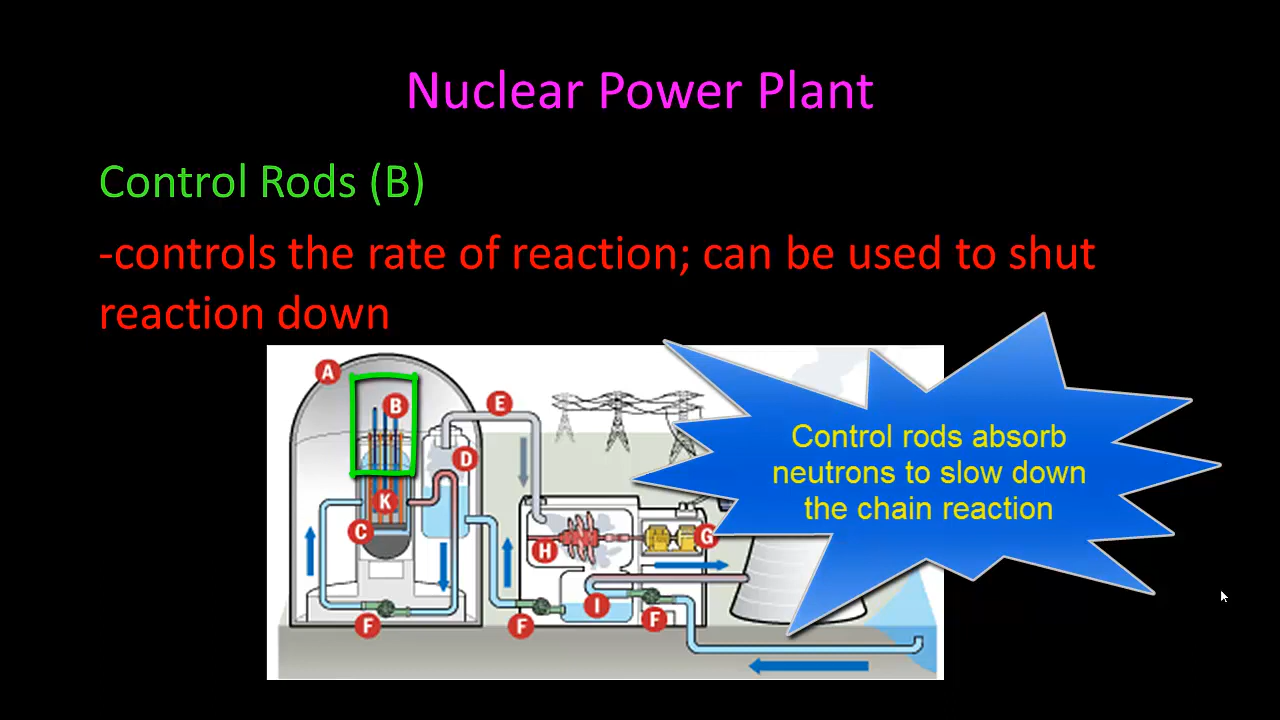 Nuclear Power Plant
Control Rods (B)
-controls the rate of reaction; can be used to shut
reaction down
A
B
E
D
K
C
H
G
I
F
F
F
Control rods absorb
neutrons to slow down
the chain reaction